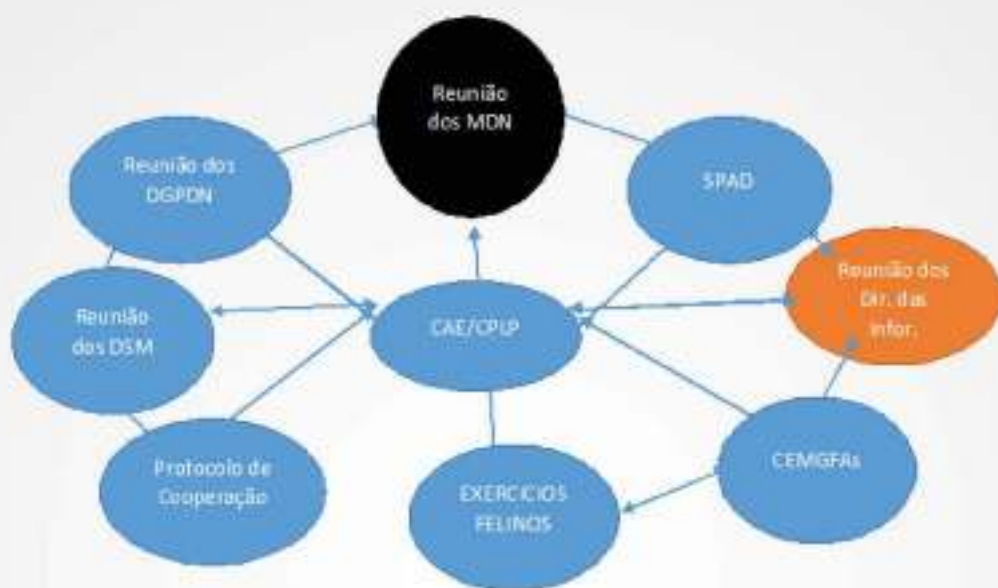 Reunião
dos MDN
Reunião dos
DGPDN
SPAD
Reunião dos
Dir. das
Infor.
Reunião
dos DSM
CAE/CPLP
CEMGFAs
Protocolo de
Cooperação
EXERCICIOS
FELINOS